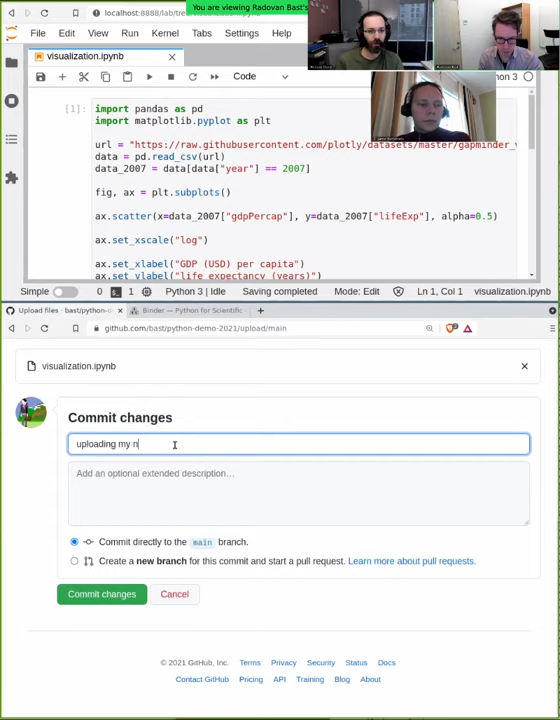 You are viewing Radovan Bast's
localhost:8888/lab/tre
File Edit View Run Kernel Tabs Settings
visualization.ipynb
Code
[1]: import pandas as pd
import matplotlib.pyplot as plt
url = "https://raw.githubusercontent.com/plotly/datasets/master/gapminder_
data = pd.read_csv(url)
data_2007 = data[data["year"] == 2007]
fig, ax = plt.subplots()
ax.scatter(x=data_2007["gdpPercap"], y=data_2007["lifeExp"], alpha=0.5)
ax.set_xscale("log")
ax.set_xlabel("GDP (USD) per capita")
ax.set_ylabel("life expectancy (years)")
Simple 0 1 Python 3 | Idle Saving completed Mode: Edit Ln 1, Col 1 visualization.ipynb
Upload files · bast/python-d Binder — Python for Scientific
github.com/bast/python-demo-2021/upload/main
visualization.ipynb
Commit changes
uploading my n
Add an optional extended description…
Commit directly to the main branch.
Create a new branch for this commit and start a pull request. Learn more about pull requests.
Commit changes Cancel
© 2021 GitHub, Inc. Terms Privacy Security Status Docs
Contact GitHub Pricing API Training Blog About